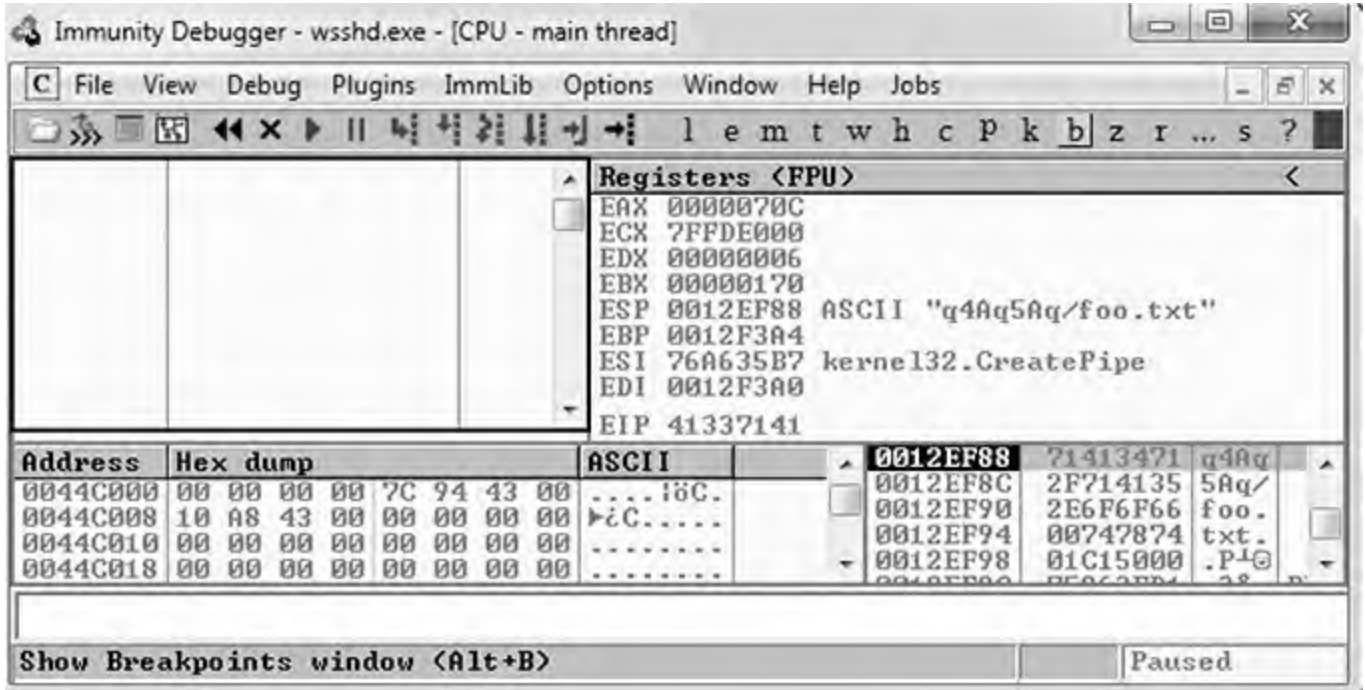 Immunity Debugger - wsshd.exe - [CPU - main thread]
C File View Debug Plugins ImmLib Options Window Help Jobs
l e m t w h c P k b z r ... s ?
Registers (FPU) <
EAX 0000070C
ECX 7FFDE000
EDX 00000006
EBX 00000170
ESP 0012EF88 ASCII "q4Aq5Aq/foo.txt"
EBP 0012F3A4
ESI 76A635B7 kernel32.CreatePipe
EDI 0012F3A0
EIP 41337141
Address Hex dump ASCII
0044C000 00 00 00 00 7C 94 43 00 ....¦öC.
0044C008 10 A8 43 00 00 00 00 00 ►¿C.....
0044C010 00 00 00 00 00 00 00 00 ........
0044C018 00 00 00 00 00 00 00 00 ........
0012EF88 71413471 q4Aq
0012EF8C 2F714135 5Aq/
0012EF90 2E6F6F66 foo.
0012EF94 00747874 txt.
0012EF98 01C15000 .P┴☺
Show Breakpoints window (Alt+B)
Paused